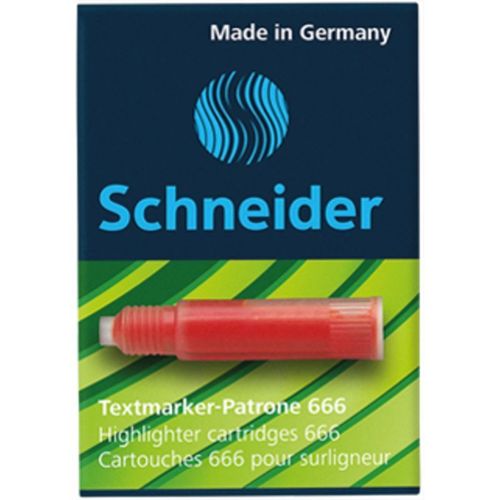 Made in Germany
Schneider
Textmarker-Patrone 666
Highlighter cartridges 666
Cartouches 666 pour surligneur